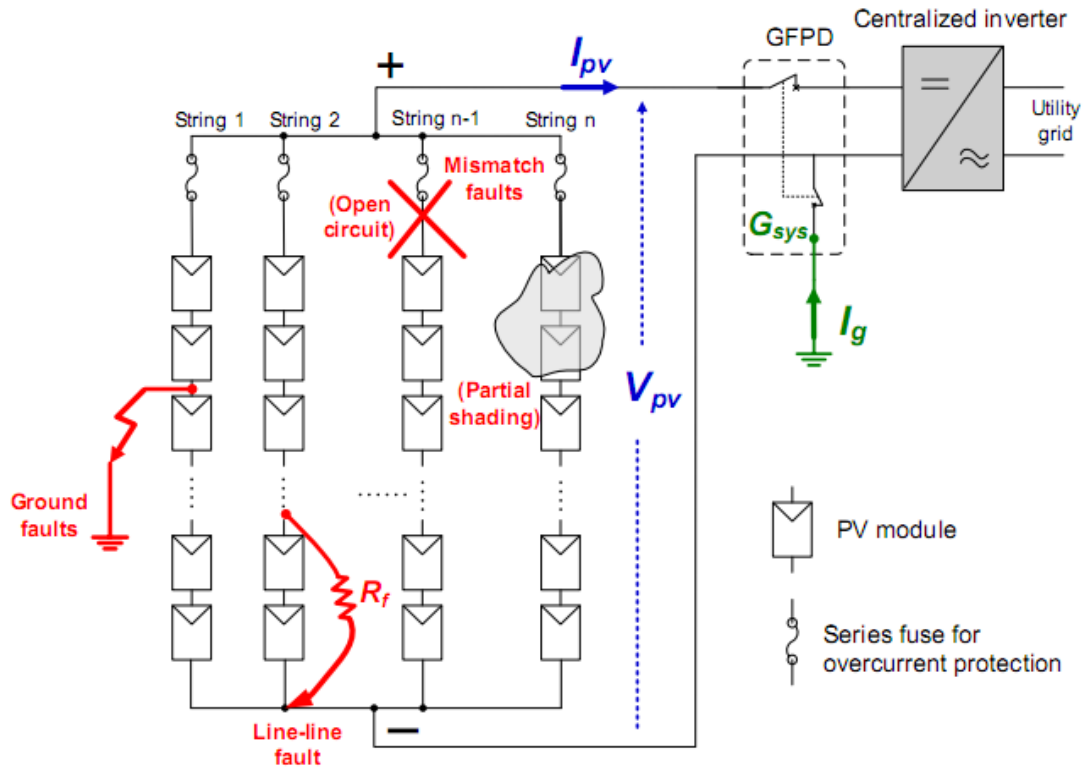 Centralized inverter
GFPD
+
Ipv
String 1
String 2
String n-1
String n
Utility
grid
Mismatch
faults
(Open
circuit)
Gsys
Ig
Vpv
(Partial
shading)
Ground
faults
Rf
PV module
Series fuse for
overcurrent protection
Line-line
fault
−